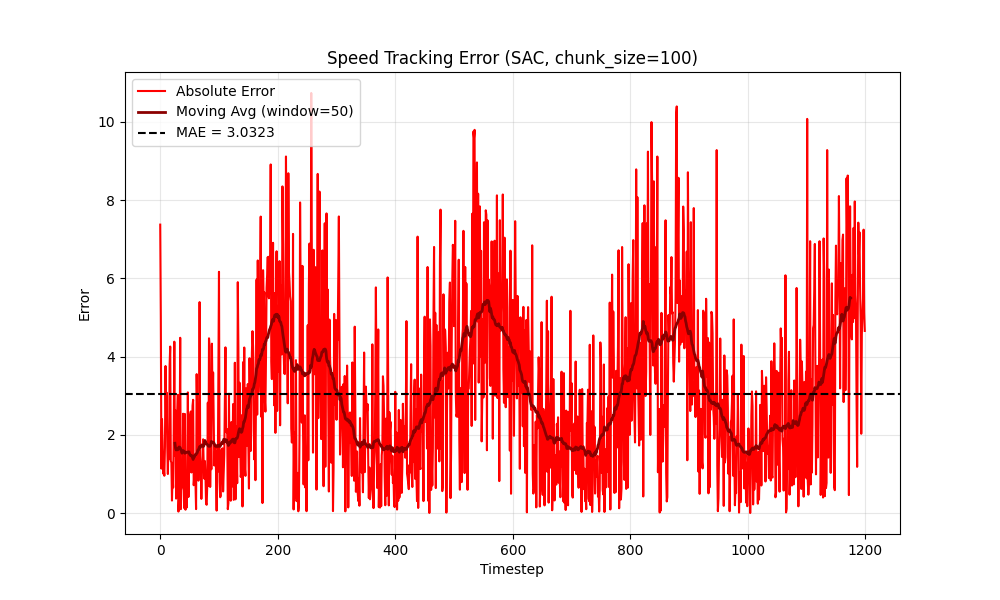 Speed Tracking Error (SAC, chunk_size=100)
Absolute Error
Moving Avg (window=50)
MAE = 3.0323
Error
10
8
6
4
2
0
0 200 400 600 800 1000 1200
Timestep